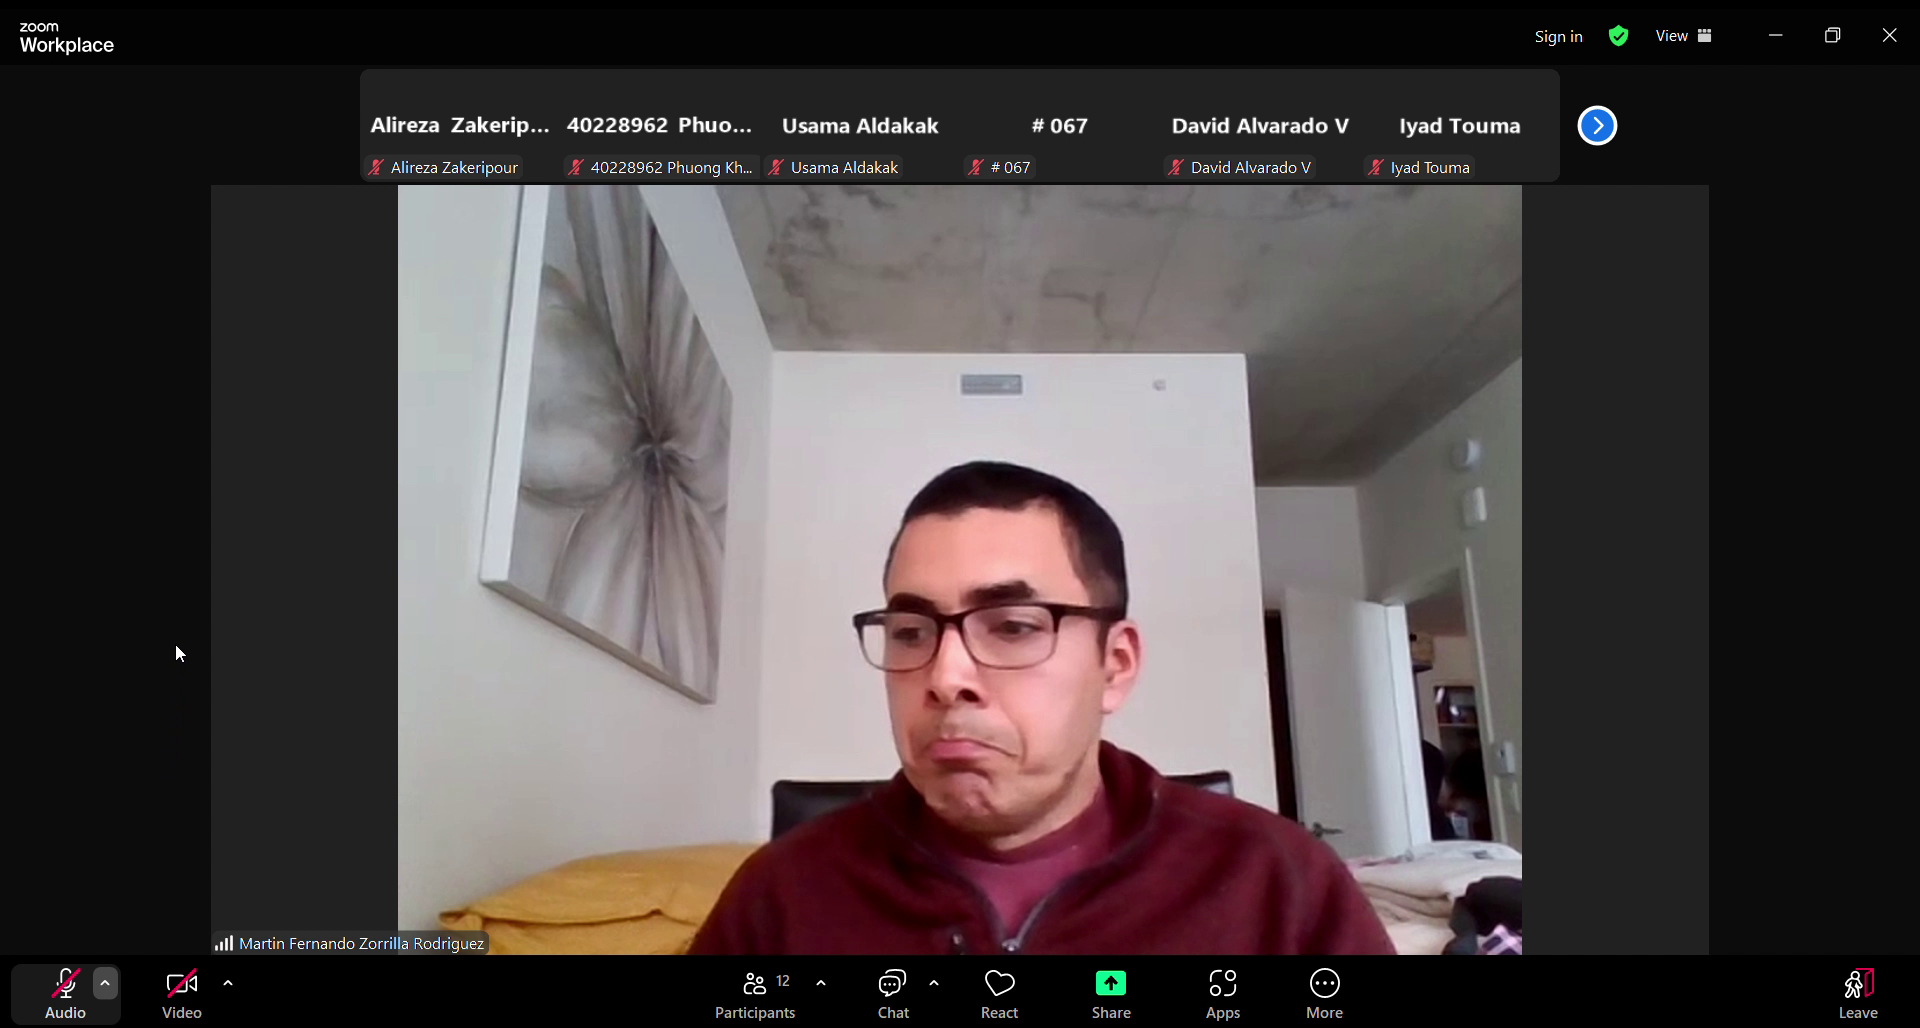 zoom
Workplace
Sign in
View
Alireza Zakerip...
40228962 Phuo...
Usama Aldakak
# 067
David Alvarado V
Iyad Touma
Alireza Zakeripour
40228962 Phuong Kh...
Usama Aldakak
# 067
David Alvarado V
Iyad Touma
Martin Fernando Zorrilla Rodriguez
Audio
Video
12
Participants
Chat
React
Share
Apps
More
Leave